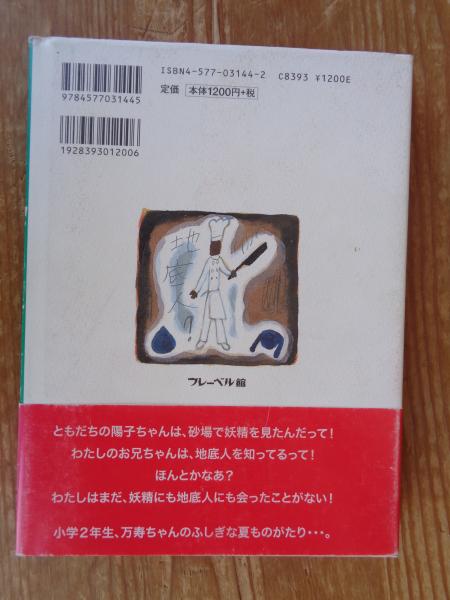 ISBN4-577-03144-2 C8393 ¥1200E
定価 本体1200円+税
9784577031445
1928393012006
地底人?
フレーベル館
ともだちの陽子ちゃんは、砂場で妖精を見たんだって!
わたしのお兄ちゃんは、地底人を知ってるって!
ほんとかなあ?
わたしはまだ、妖精にも地底人にも会ったことがない!
小学2年生、万寿ちゃんのふしぎな夏ものがたり・・・。